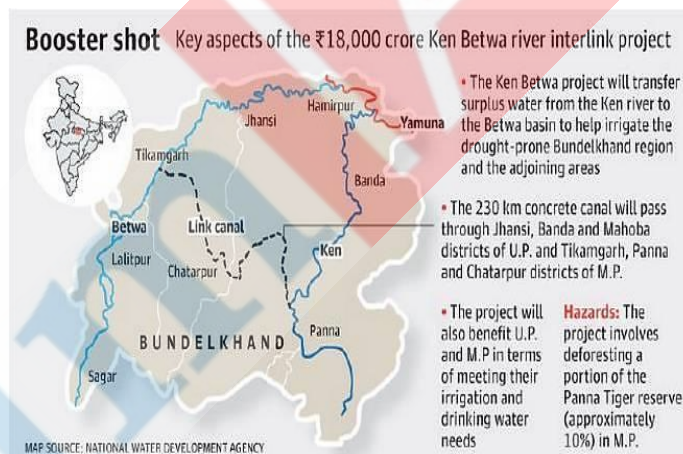 Booster shot Key aspects of the ₹18,000 crore Ken Betwa river interlink project
Hamirpur
Jhansi
Yamuna
Tikamgarh
Banda
Betwa
Link canal
Ken
Lalitpur
Chatarpur
BUNDELKHAND
Panna
Sagar
• The Ken Betwa project will transfer
surplus water from the Ken river to
the Betwa basin to help irrigate the
drought-prone Bundelkhand region
and the adjoining areas
• The 230 km concrete canal will pass
through Jhansi, Banda and Mahoba
districts of U.P. and Tikamgarh, Panna
and Chatarpur districts of M.P.
• The project will
also benefit U.P.
and M.P in terms
of meeting their
irrigation and
drinking water
needs
Hazards: The
project involves
deforesting a
portion of the
Panna Tiger reserve
(approximately
10%) in M.P.
MAP SOURCE: NATIONAL WATER DEVELOPMENT AGENCY